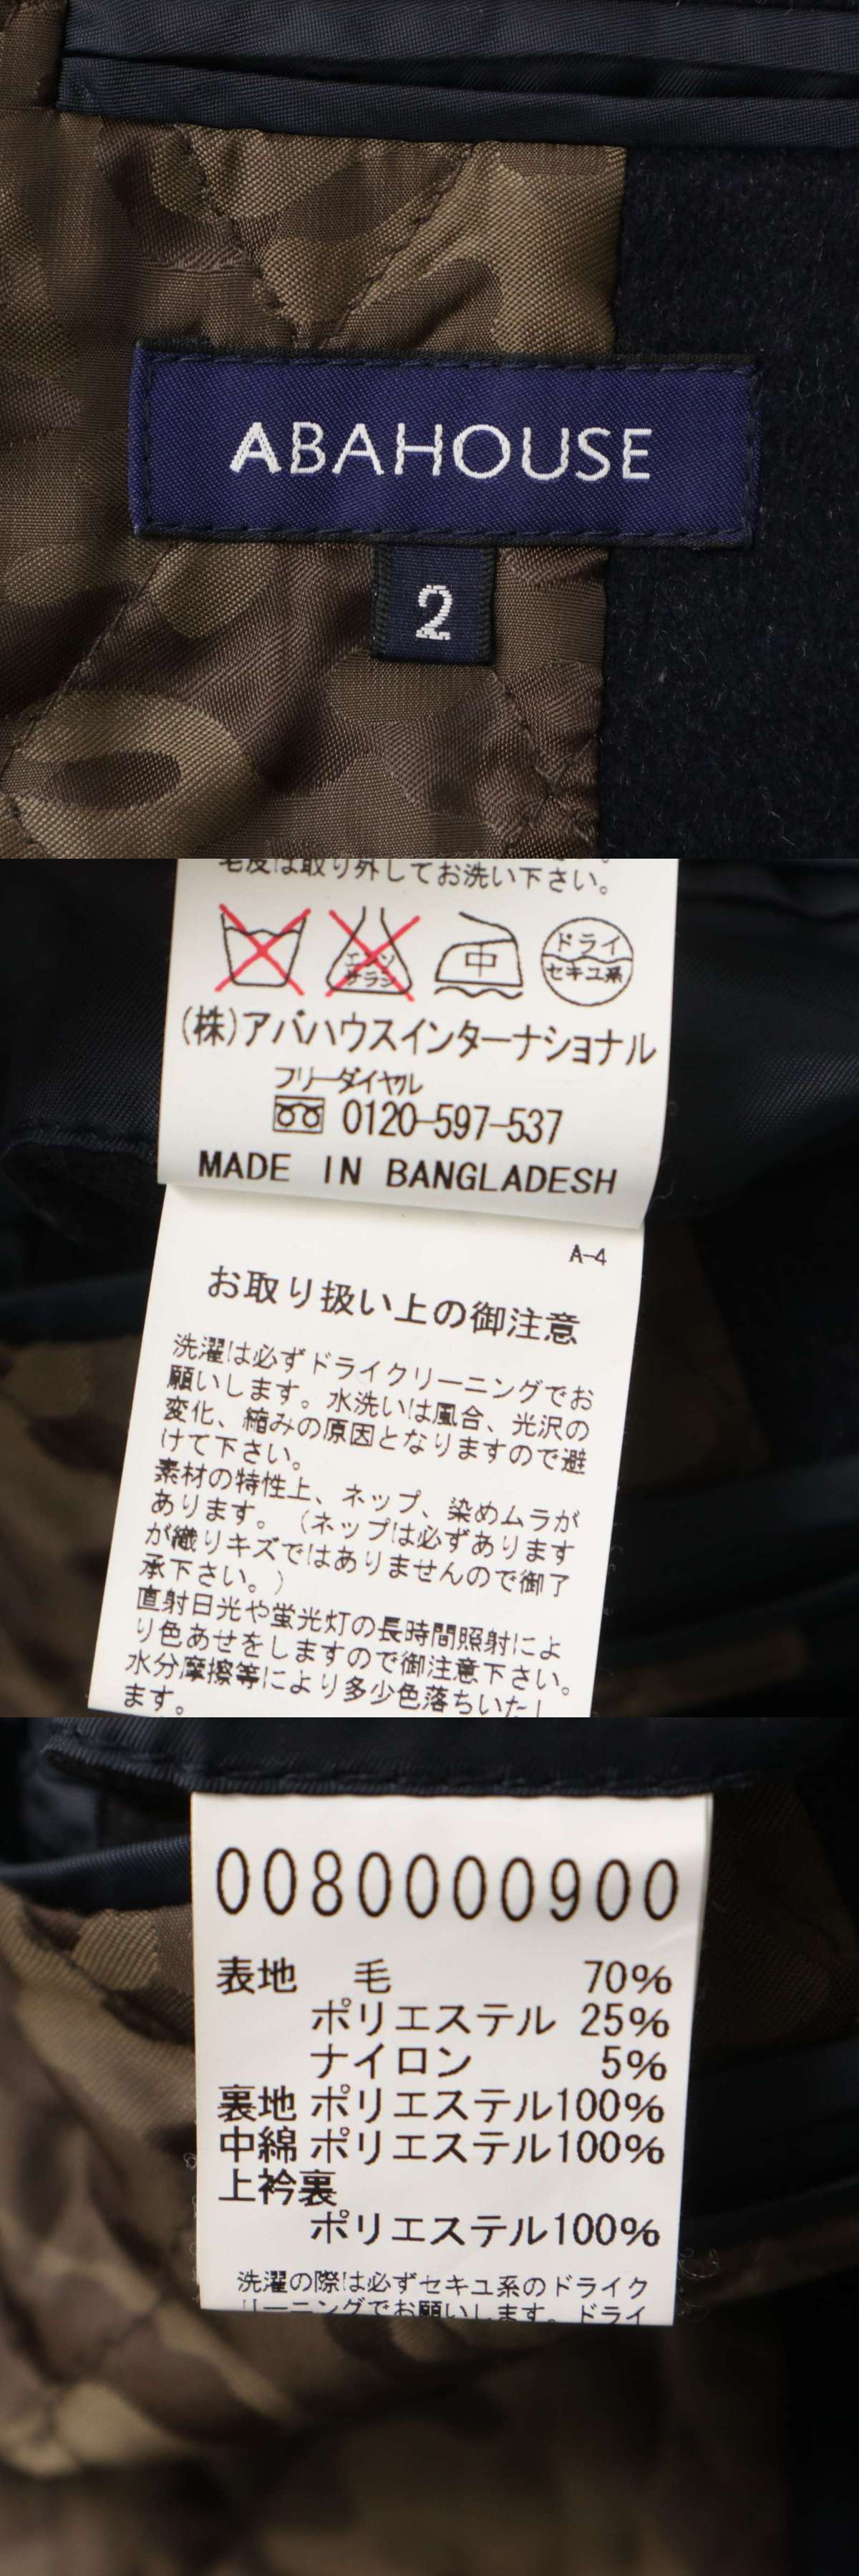 ABAHOUSE
2
毛皮は取り外してお洗い下さい。
エンソ
サラシ
中
ドライ
セキユ系
(株)アバハウスインターナショナル
フリーダイヤル
0120-597-537
MADE IN BANGLADESH
A-4
お取り扱い上の御注意
洗濯は必ずドライクリーニングでお
願いします。水洗いは風合、光沢の
変化、縮みの原因となりますので避
けて下さい。
素材の特性上、ネップ、染めムラが
あります。(ネップは必ずあります
が織りキズではありませんので御了
承下さい。)
直射日光や蛍光灯の長時間照射によ
り色あせをしますので御注意下さい。
水分摩擦等により多少色落ちいたし
ます。
0080000900
表地 毛 70%
ポリエステル 25%
ナイロン 5%
裏地 ポリエステル100%
中綿 ポリエステル100%
上衿裏
ポリエステル100%
洗濯の際は必ずセキユ系のドライク
リーニングでお願いします。ドライ